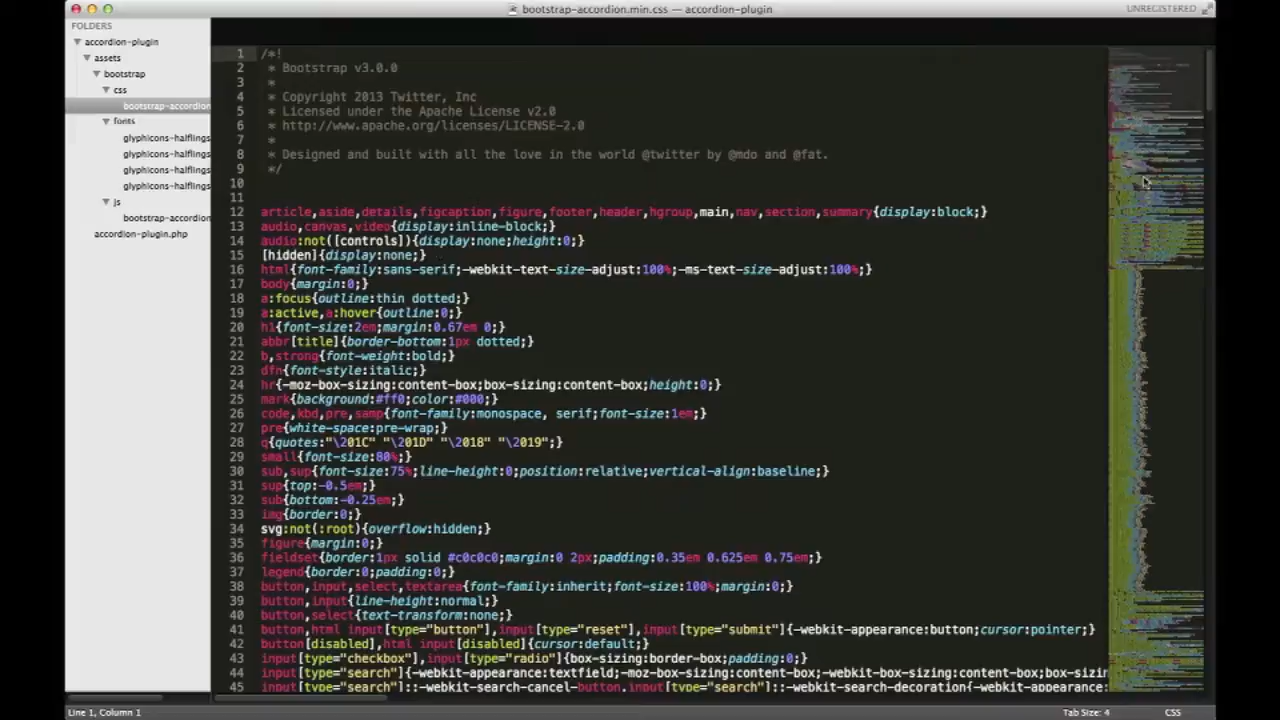 bootstrap-accordion.min.css — accordion-plugin
UNREGISTERED
FOLDERS
accordion-plugin
assets
bootstrap
css
bootstrap-accordion
fonts
glyphicons-halflings
glyphicons-halflings
glyphicons-halflings
glyphicons-halflings
js
bootstrap-accordion
accordion-plugin.php
1 /*!
2 * Bootstrap v3.0.0
3 *
4 * Copyright 2013 Twitter, Inc
5 * Licensed under the Apache License v2.0
6 * http://www.apache.org/licenses/LICENSE-2.0
7 *
8 * Designed and built with all the love in the world @twitter by @mdo and @fat.
9 */
10
11
12 article,aside,details,figcaption,figure,footer,header,hgroup,main,nav,section,summary{display:block;}
13 audio,canvas,video{display:inline-block;}
14 audio:not([controls]){display:none;height:0;}
15 [hidden]{display:none;}
16 html{font-family:sans-serif;-webkit-text-size-adjust:100%;-ms-text-size-adjust:100%;}
17 body{margin:0;}
18 a:focus{outline:thin dotted;}
19 a:active,a:hover{outline:0;}
20 h1{font-size:2em;margin:0.67em 0;}
21 abbr[title]{border-bottom:1px dotted;}
22 b,strong{font-weight:bold;}
23 dfn{font-style:italic;}
24 hr{-moz-box-sizing:content-box;box-sizing:content-box;height:0;}
25 mark{background:#ff0;color:#000;}
26 code,kbd,pre,samp{font-family:monospace, serif;font-size:1em;}
27 pre{white-space:pre-wrap;}
28 q{quotes:"\201C" "\201D" "\2018" "\2019";}
29 small{font-size:80%;}
30 sub,sup{font-size:75%;line-height:0;position:relative;vertical-align:baseline;}
31 sup{top:-0.5em;}
32 sub{bottom:-0.25em;}
33 img{border:0;}
34 svg:not(:root){overflow:hidden;}
35 figure{margin:0;}
36 fieldset{border:1px solid #c0c0c0;margin:0 2px;padding:0.35em 0.625em 0.75em;}
37 legend{border:0;padding:0;}
38 button,input,select,textarea{font-family:inherit;font-size:100%;margin:0;}
39 button,input{line-height:normal;}
40 button,select{text-transform:none;}
41 button,html input[type="button"],input[type="reset"],input[type="submit"]{-webkit-appearance:button;cursor:pointer;}
42 button[disabled],html input[disabled]{cursor:default;}
43 input[type="checkbox"],input[type="radio"]{box-sizing:border-box;padding:0;}
44 input[type="search"]{-webkit-appearance:textfield;-moz-box-sizing:content-box;-webkit-box-sizing:content-box;box-sizin
45 input[type="search"]::-webkit-search-cancel-button,input[type="search"]::-webkit-search-decoration{-webkit-appearance:
Line 1, Column 1
Tab Size: 4
CSS